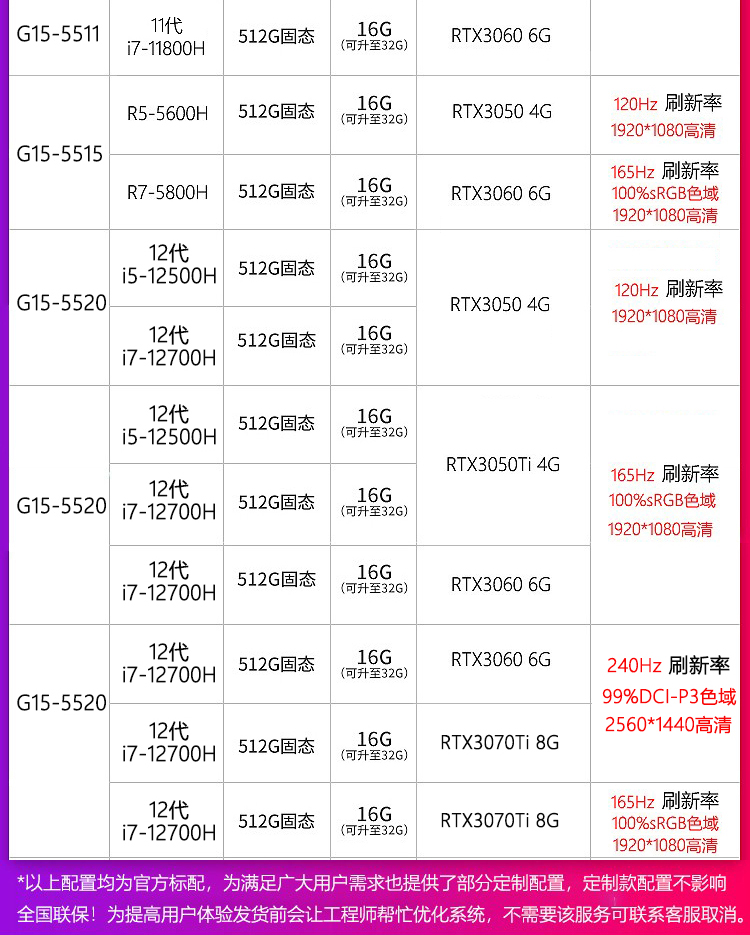 G15-5511
11代
i7-11800H
512G固态
16G
(可升至32G)
RTX3060 6G
G15-5515
R5-5600H
512G固态
16G
(可升至32G)
RTX3050 4G
120Hz 刷新率
1920*1080高清
R7-5800H
512G固态
16G
(可升至32G)
RTX3060 6G
165Hz 刷新率
100%sRGB色域
1920*1080高清
G15-5520
12代
i5-12500H
512G固态
16G
(可升至32G)
RTX3050 4G
120Hz 刷新率
1920*1080高清
12代
i7-12700H
512G固态
16G
(可升至32G)
G15-5520
12代
i5-12500H
512G固态
16G
(可升至32G)
RTX3050Ti 4G
165Hz 刷新率
100%sRGB色域
1920*1080高清
12代
i7-12700H
512G固态
16G
(可升至32G)
12代
i7-12700H
512G固态
16G
(可升至32G)
RTX3060 6G
G15-5520
12代
i7-12700H
512G固态
16G
(可升至32G)
RTX3060 6G
240Hz 刷新率
99%DCI-P3色域
2560*1440高清
12代
i7-12700H
512G固态
16G
(可升至32G)
RTX3070Ti 8G
12代
i7-12700H
512G固态
16G
(可升至32G)
RTX3070Ti 8G
165Hz 刷新率
100%sRGB色域
1920*1080高清
*以上配置均为官方标配，为满足广大用户需求也提供了部分定制配置，定制款配置不影响
全国联保！为提高用户体验发货前会让工程师帮忙优化系统，不需要该服务可联系客服取消。